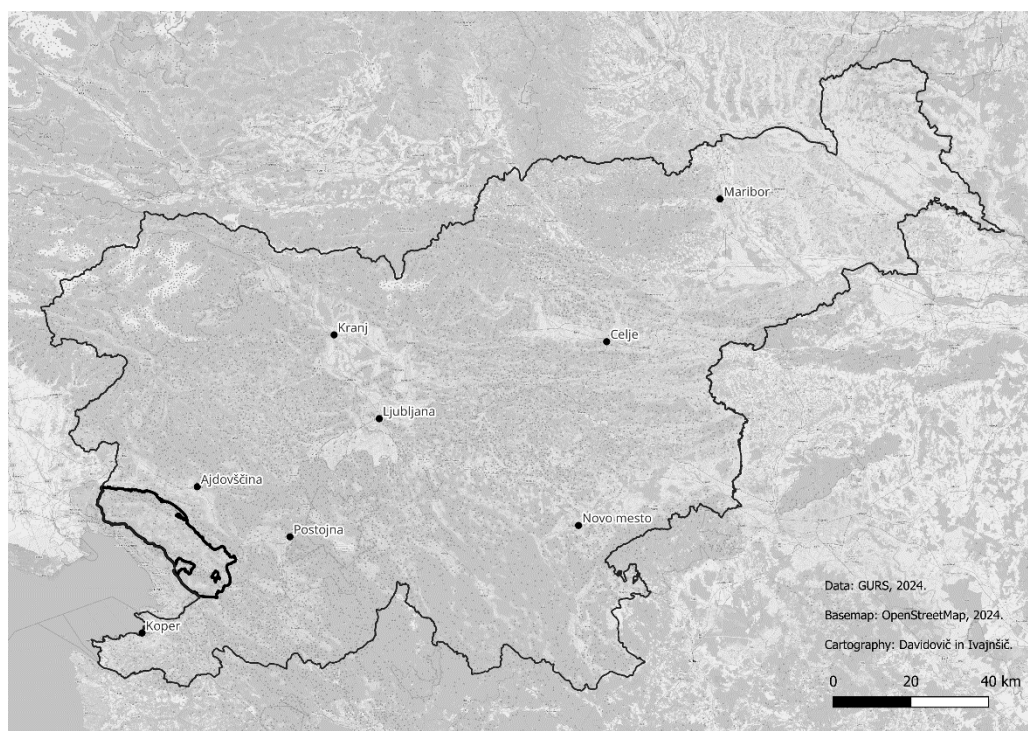 Maribor
Kranj
Celje
Ljubljana
Ajdovščina
Postojna
Novo mesto
Koper
Data: GURS, 2024.
Basemap: OpenStreetMap, 2024.
Cartography: Davidovič in Ivajnšič.
0 20 40 km